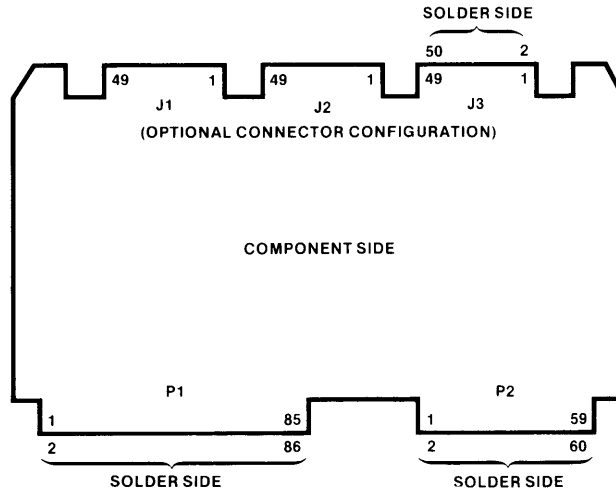 SOLDER SIDE
50 2
49 1 49 1 49 1
J1 J2 J3
(OPTIONAL CONNECTOR CONFIGURATION)
COMPONENT SIDE
P1 P2
1 85 1 59
2 86 2 60
SOLDER SIDE SOLDER SIDE